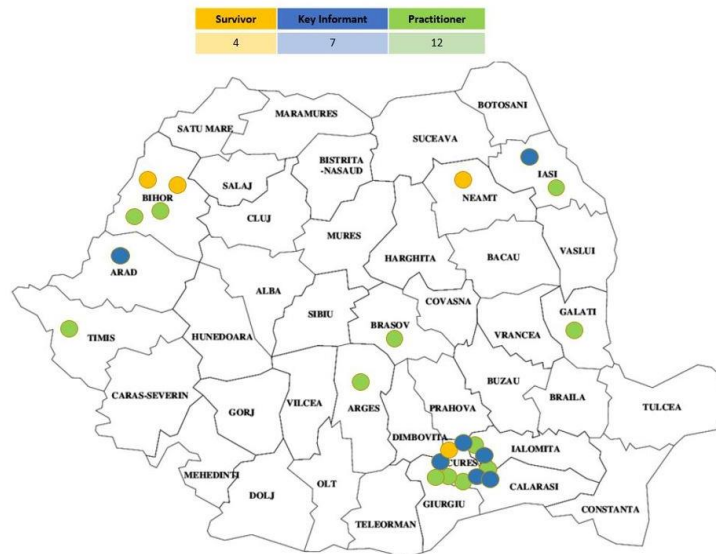 Survivor Key Informant Practitioner
4 7 12
BOTOSANI
MARAMURES
SATU MARE
SUCEAVA
BISTRITA
-NASAUD
IASI
SALAJ
BIHOR
NEAMT
CLUJ
MURES
VASLUI
BACAU
HARGHITA
ARAD
ALBA
COVASNA
SIBIU
GALATI
BRASOV
HUNEDOARA
TIMIS
VRANCEA
BUZAU
CARAS-SEVERIN
BRAILA
VILCEA
ARGES
PRAHOVA
TULCEA
GORJ
DIMBOVITA
IALOMITA
CURES
MEHEDINTI
OLT
CALARASI
DOLJ
GIURGIU
CONSTANTA
TELEORMAN